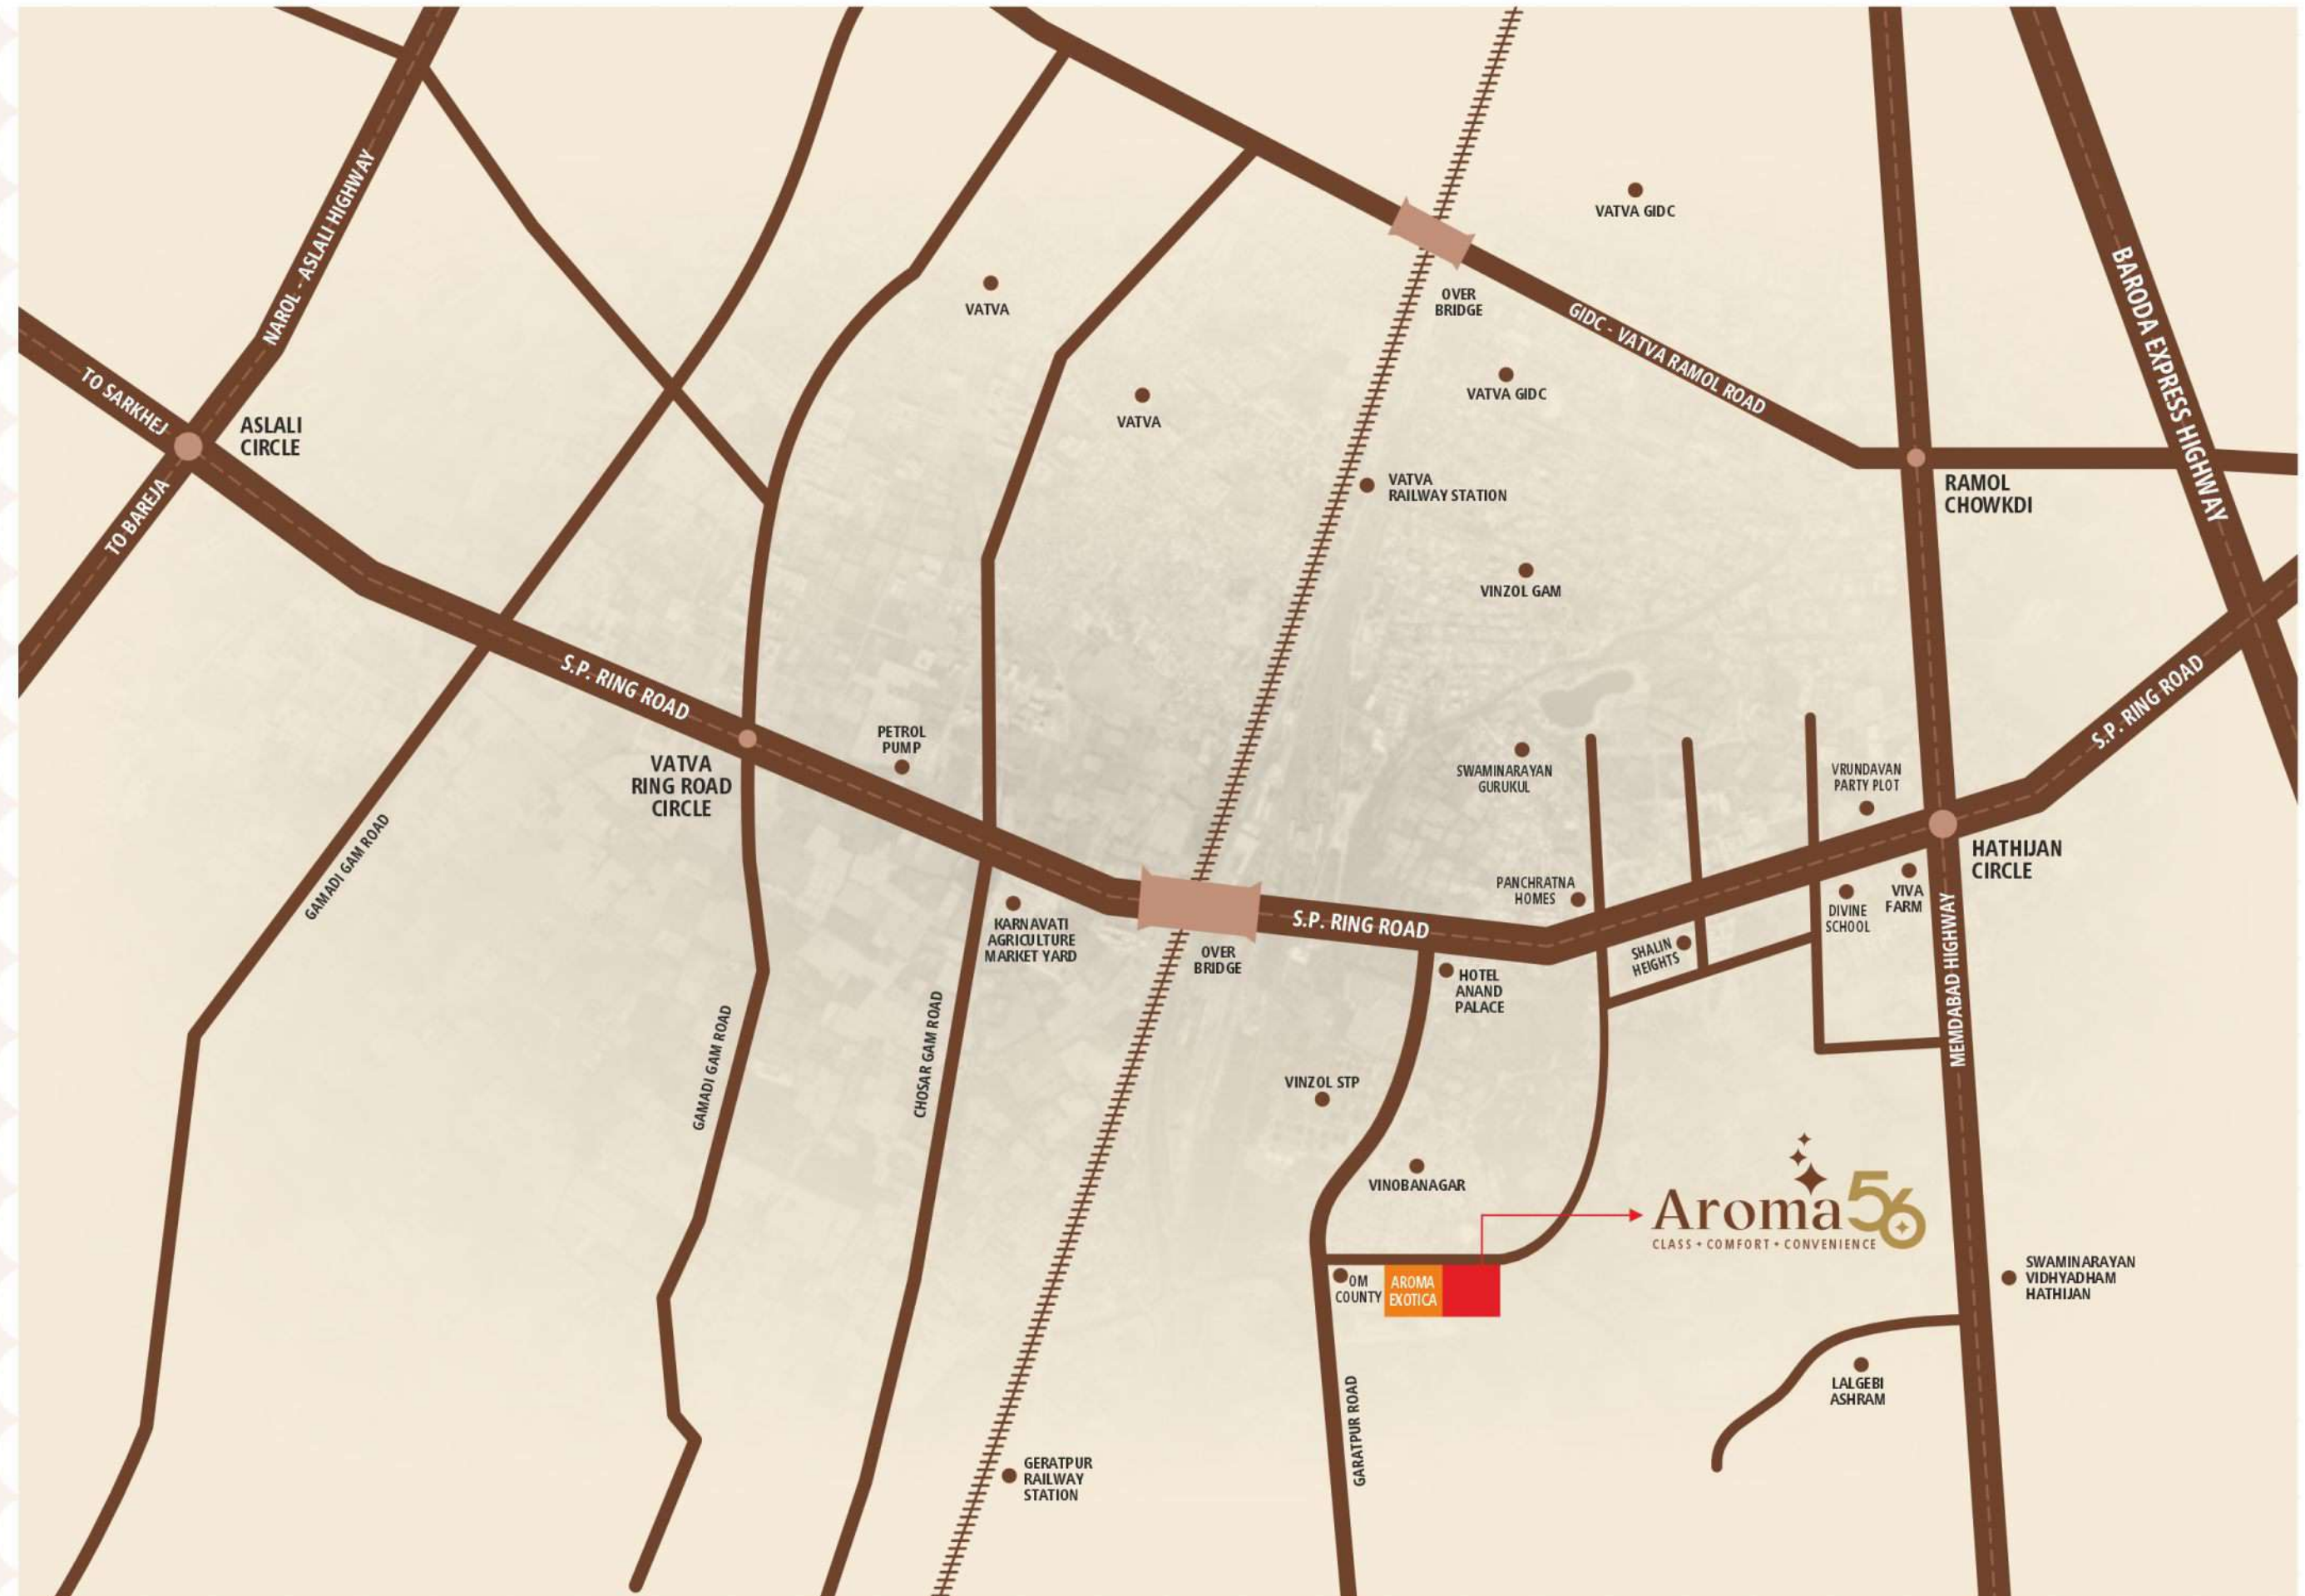 NAROL - ASLALI HIGHWAY
TO SARKHEJ
ASLALI
CIRCLE
TO BAREJA
VATVA
VATVA
VATVA GIDC
OVER
BRIDGE
GIDC - VATVA RAMOL ROAD
VATVA GIDC
VATVA
RAILWAY STATION
BARODA EXPRESS HIGHWAY
RAMOL
CHOWKDI
VINZOL GAM
S.P. RING ROAD
VATVA
RING ROAD
CIRCLE
PETROL
PUMP
SWAMINARAYAN
GURUKUL
VRUNDAVAN
PARTY PLOT
S.P. RING ROAD
GAMADI GAM ROAD
KARNAVATI
AGRICULTURE
MARKET YARD
OVER
BRIDGE
S.P. RING ROAD
PANCHRATNA
HOMES
SHALIN
HEIGHTS
DIVINE
SCHOOL
VIVA
FARM
HATHIJAN
CIRCLE
MEMDABAD HIGHWAY
HOTEL
ANAND
PALACE
GAMADI GAM ROAD
CHOSAR GAM ROAD
VINZOL STP
VINOBANAGAR
Aroma 56
CLASS + COMFORT + CONVENIENCE
OM
COUNTY
AROMA
EXOTICA
SWAMINARAYAN
VIDHYADHAM
HATHIJAN
LALGEBI
ASHRAM
GARATPUR ROAD
GERATPUR
RAILWAY
STATION